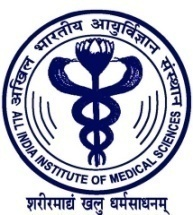 अखिल भारतीय आयुर्विज्ञान संस्थान
ALL INDIA INSTITUTE OF MEDICAL SCIENCES
शरीरमाद्यं खलु धर्मसाधनम्